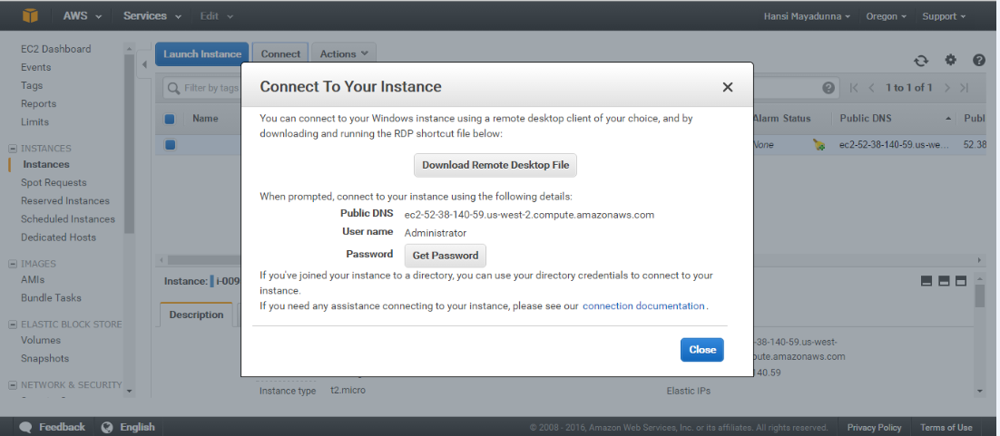 AWS Services Edit Hansi Mayadunna Oregon Support
EC2 Dashboard
Events
Tags
Reports
Limits
INSTANCES
Instances
Spot Requests
Reserved Instances
Scheduled Instances
Dedicated Hosts
IMAGES
AMIs
Bundle Tasks
ELASTIC BLOCK STORE
Volumes
Snapshots
NETWORK & SECURITY
Launch Instance Connect Actions
Filter by tags 1 to 1 of 1
Name Alarm Status Public DNS Publ
None ec2-52-38-140-59.us-we... 52.38
Connect To Your Instance
You can connect to your Windows instance using a remote desktop client of your choice, and by
downloading and running the RDP shortcut file below:
Download Remote Desktop File
When prompted, connect to your instance using the following details:
Public DNS ec2-52-38-140-59.us-west-2.compute.amazonaws.com
User name Administrator
Password Get Password
If you've joined your instance to a directory, you can use your directory credentials to connect to your
instance.
If you need any assistance connecting to your instance, please see our connection documentation.
Close
Instance: i-009
Description
-38-140-59.us-west-
pute.amazonaws.com
140.59
Instance type t2.micro Elastic IPs
Feedback English © 2008 - 2016, Amazon Web Services, Inc. or its affiliates. All rights reserved. Privacy Policy Terms of Use